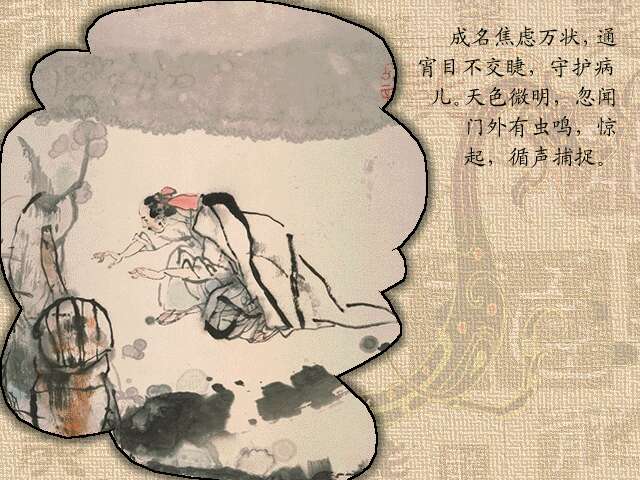 成名焦虑万状，通
宵目不交睫，守护病
儿。天色微明，忽闻
门外有虫鸣，惊
起，循声捕捉。